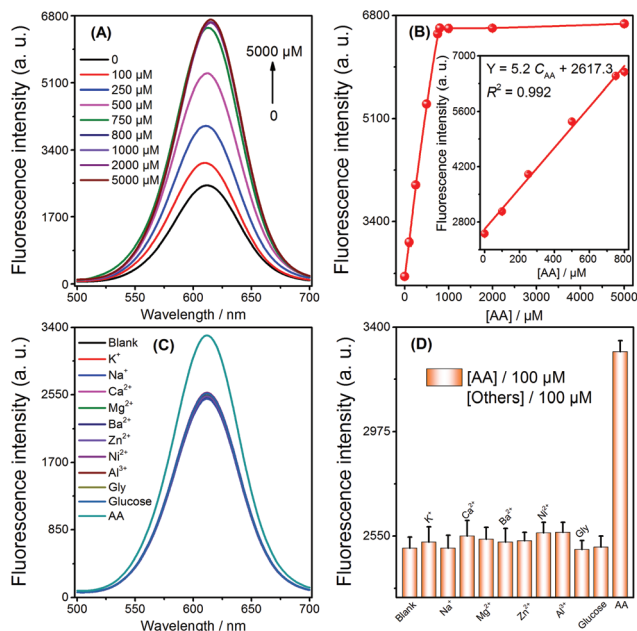 (A)
Fluorescence intensity (a. u.)
6800
5100
3400
1700
0
0
100 μM
250 μM
500 μM
750 μM
800 μM
1000 μM
2000 μM
5000 μM
5000 μM
0
500 550 600 650 700
Wavelength / nm
(B)
Fluorescence intensity (a. u.)
6800
5100
3400
0 1000 2000 3000 4000 5000
[AA] / μM
Fluorescence intensity (a. u.)
7000
5600
4200
2800
Y = 5.2 CAA + 2617.3
R² = 0.992
0 200 400 600 800
[AA] / μM
(C)
Fluorescence intensity (a. u.)
3400
2550
1700
850
0
Blank
K⁺
Na⁺
Ca²⁺
Mg²⁺
Ba²⁺
Zn²⁺
Ni²⁺
Al³⁺
Gly
Glucose
AA
500 550 600 650 700
Wavelength / nm
(D)
Fluorescence intensity (a. u.)
3400
2975
2550
[AA] / 100 μM
[Others] / 100 μM
K⁺
Ca²⁺
Ba²⁺
Ni²⁺
Gly
Blank
Na⁺
Mg²⁺
Zn²⁺
Al³⁺
Glucose
AA